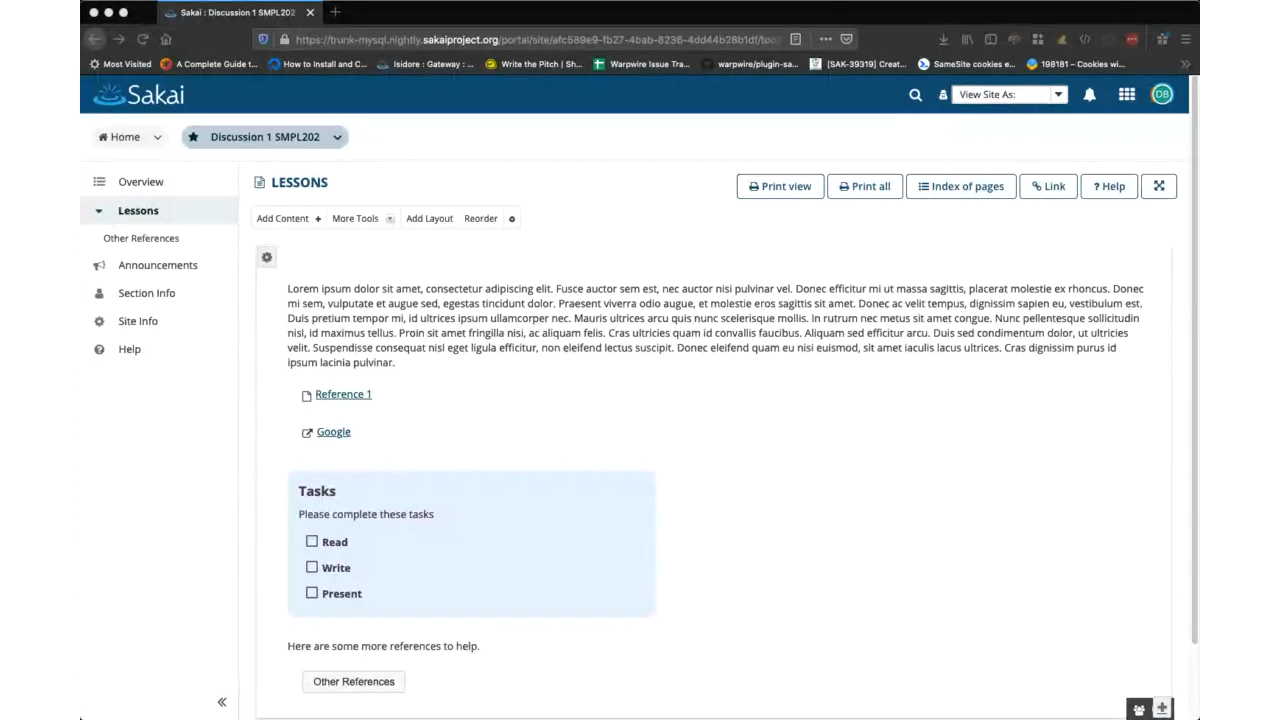 Sakai : Discussion 1 SMPL202
https://trunk-mysql.nightly.sakaiproject.org/portal/site/afc589e9-fb27-4bab-8236-4dd44b28b1df/too
Most Visited A Complete Guide t... How to Install and C... Isidore : Gateway : ... Write the Pitch | Sh... Warpwire Issue Tra... warpwire/plugin-sa... [SAK-39319] Creat... SameSite cookies e... 198181 – Cookies wi...
Sakai View Site As: DB
Home Discussion 1 SMPL202
Overview
Lessons
Other References
Announcements
Section Info
Site Info
Help
LESSONS Print view Print all Index of pages Link ? Help
Add Content + More Tools Add Layout Reorder
Lorem ipsum dolor sit amet, consectetur adipiscing elit. Fusce auctor sem est, nec auctor nisi pulvinar vel. Donec efficitur mi ut massa sagittis, placerat molestie ex rhoncus. Donec
mi sem, vulputate et augue sed, egestas tincidunt dolor. Praesent viverra odio augue, et molestie eros sagittis sit amet. Donec ac velit tempus, dignissim sapien eu, vestibulum est.
Duis pretium tempor mi, id ultrices ipsum ullamcorper nec. Mauris ultrices arcu quis nunc scelerisque mollis. In rutrum nec metus sit amet congue. Nunc pellentesque sollicitudin
nisl, id maximus tellus. Proin sit amet fringilla nisi, ac aliquam felis. Cras ultricies quam id convallis faucibus. Aliquam sed efficitur arcu. Duis sed condimentum dolor, ut ultricies
velit. Suspendisse consequat nisl eget ligula efficitur, non eleifend lectus suscipit. Donec eleifend quam eu nisi euismod, sit amet iaculis lacus ultrices. Cras dignissim purus id
ipsum lacinia pulvinar.
Reference 1
Google
Tasks
Please complete these tasks
Read
Write
Present
Here are some more references to help.
Other References